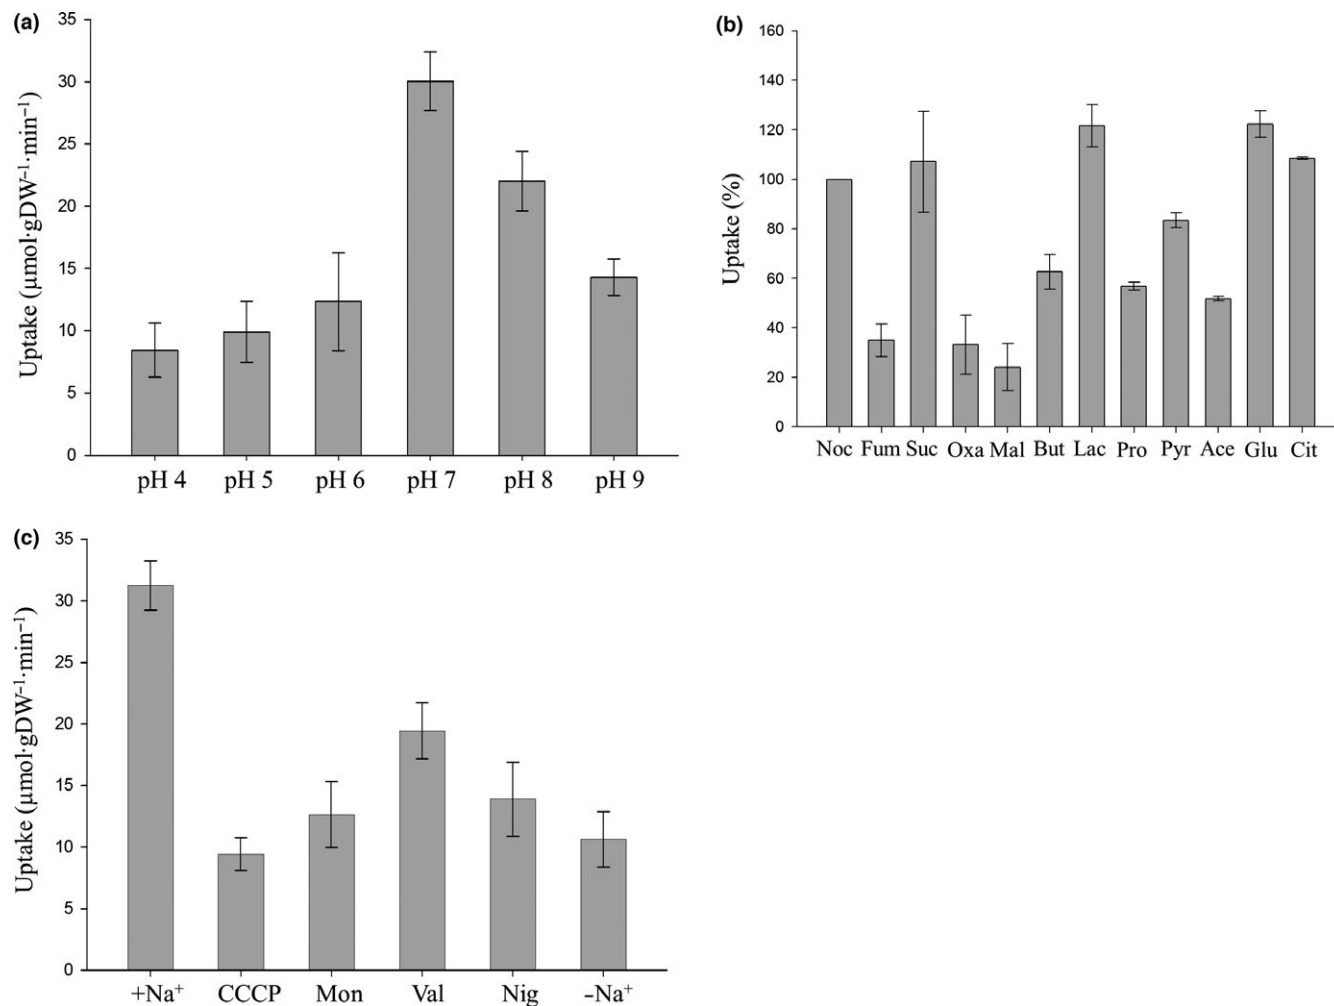 (a)
Uptake (µmol·gDW⁻¹·min⁻¹)
35
30
25
20
15
10
5
0
pH 4 pH 5 pH 6 pH 7 pH 8 pH 9
(b)
Uptake (%)
160
140
120
100
80
60
40
20
0
Noc Fum Suc Oxa Mal But Lac Pro Pyr Ace Glu Cit
(c)
Uptake (µmol·gDW⁻¹·min⁻¹)
35
30
25
20
15
10
5
0
+Na⁺ CCCP Mon Val Nig -Na⁺